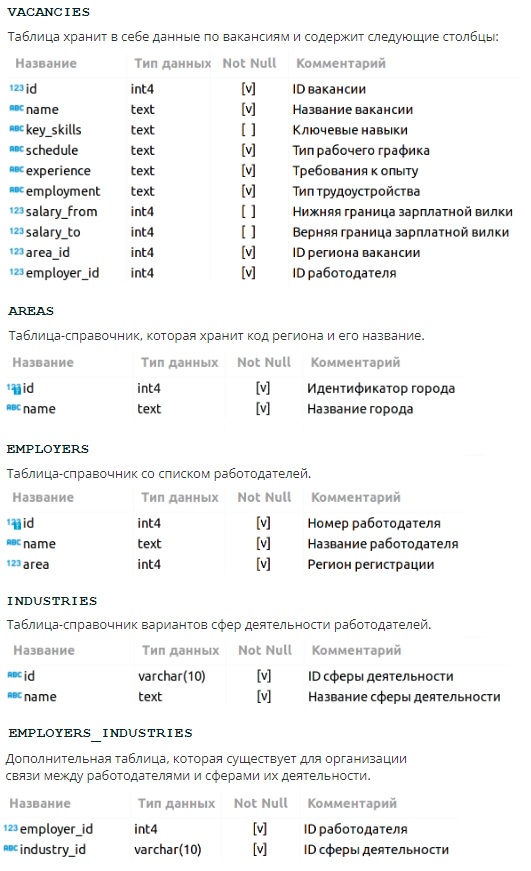 VACANCIES
Таблица хранит в себе данные по вакансиям и содержит следующие столбцы:
Название Тип данных Not Null Комментарий
123 id int4 [v] ID вакансии
ABC name text [v] Название вакансии
ABC key_skills text [ ] Ключевые навыки
ABC schedule text [v] Тип рабочего графика
ABC experience text [v] Требования к опыту
ABC employment text [v] Тип трудоустройства
123 salary_from int4 [ ] Нижняя граница зарплатной вилки
123 salary_to int4 [ ] Верняя граница зарплатной вилки
123 area_id int4 [v] ID региона вакансии
123 employer_id int4 [v] ID работодателя
AREAS
Таблица-справочник, которая хранит код региона и его название.
Название Тип данных Not Null Комментарий
123 id int4 [v] Идентификатор города
ABC name text [v] Название города
EMPLOYERS
Таблица-справочник со списком работодателей.
Название Тип данных Not Null Комментарий
123 id int4 [v] Номер работодателя
ABC name text [v] Название работодателя
123 area int4 [v] Регион регистрации
INDUSTRIES
Таблица-справочник вариантов сфер деятельности работодателей.
Название Тип данных Not Null Комментарий
ABC id varchar(10) [v] ID сферы деятельности
ABC name text [v] Название сферы деятельности
EMPLOYERS_INDUSTRIES
Дополнительная таблица, которая существует для организации
связи между работодателями и сферами их деятельности.
Название Тип данных Not Null Комментарий
123 employer_id int4 [v] ID работодателя
ABC industry_id varchar(10) [v] ID сферы деятельности